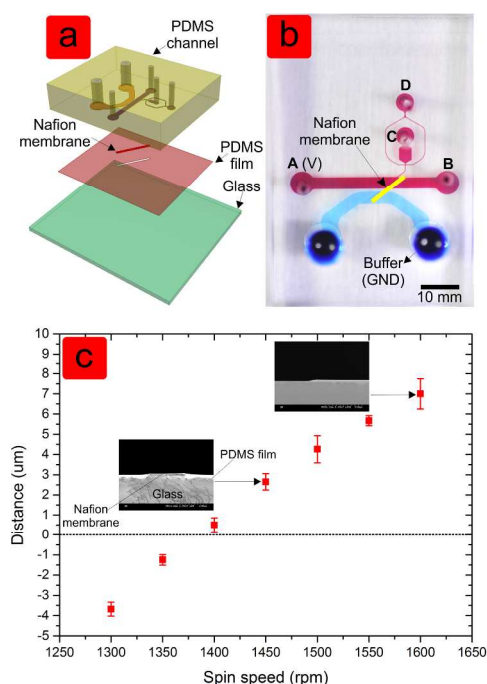 a
PDMS
channel
Nafion
membrane
PDMS
film
Glass
b
D
Nafion
membrane
C
A (V)
B
Buffer
(GND)
10 mm
c
10
9
8
7
6
5
4
3
2
1
0
-1
-2
-3
-4
-5
Distance (um)
PDMS film
Glass
Nafion
membrane
1250 1300 1350 1400 1450 1500 1550 1600 1650
Spin speed (rpm)